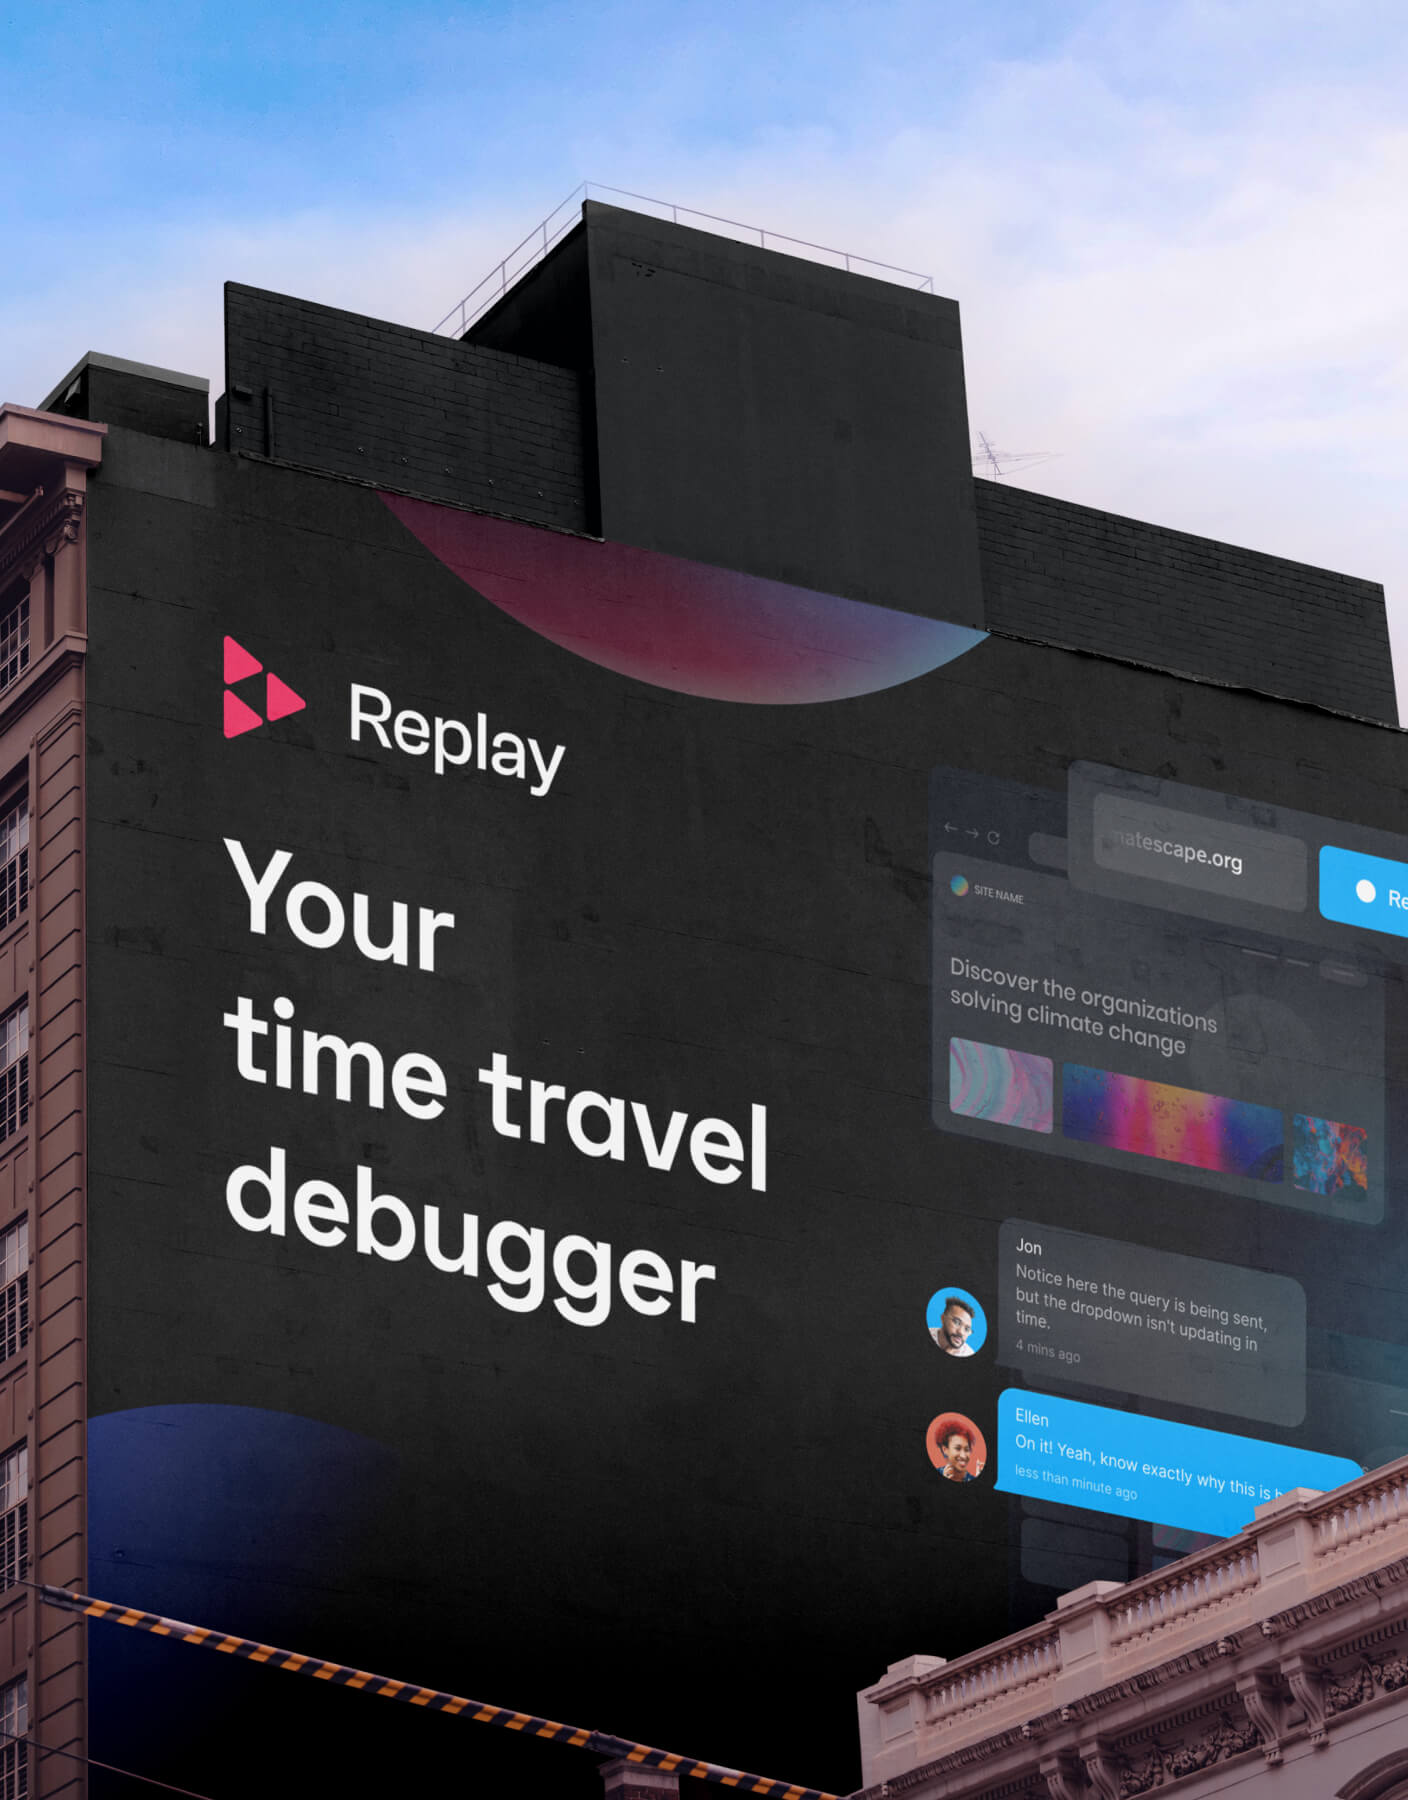 Replay
Your
time travel
debugger
matescape.org
Re
SITE NAME
Discover the organizations
solving climate change
Jon
Notice here the query is being sent,
but the dropdown isn't updating in
time.
4 mins ago
Ellen
On it! Yeah, know exactly why this is
less than minute ago